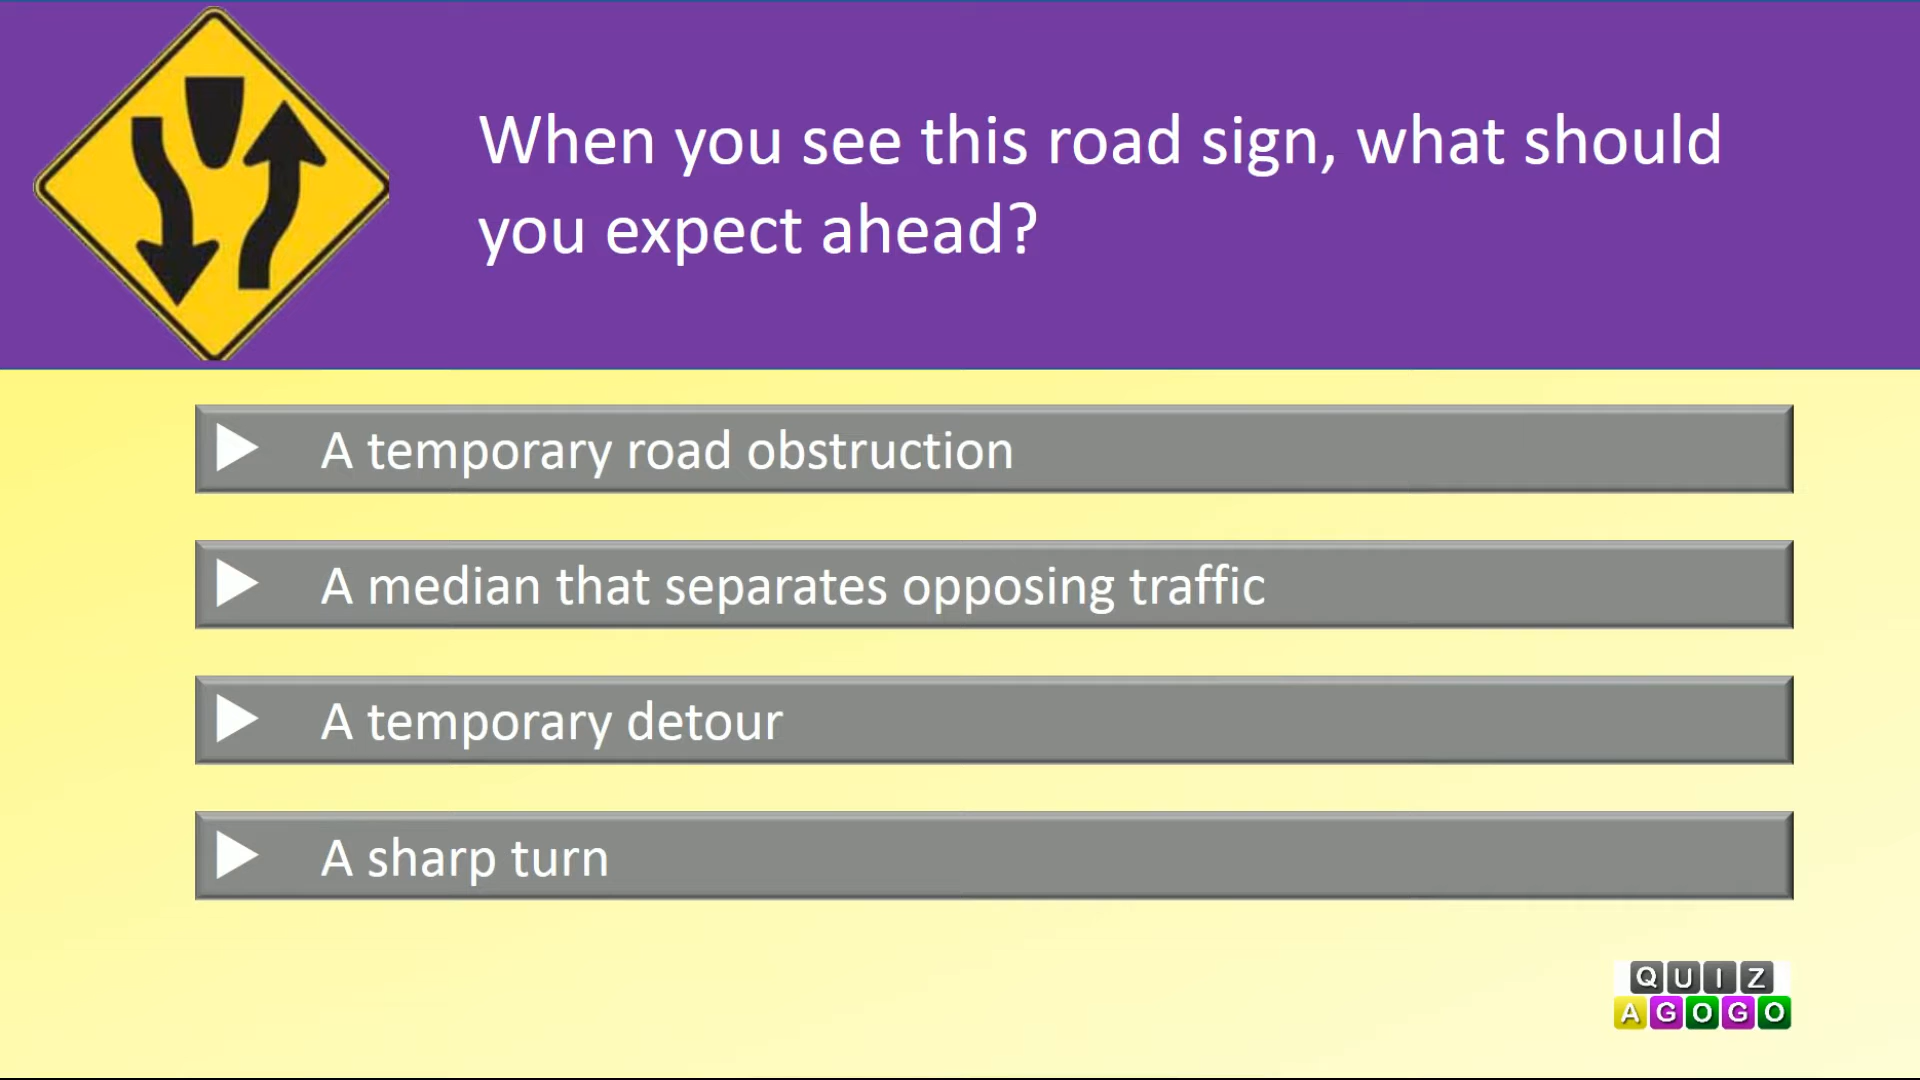 When you see this road sign, what should
you expect ahead?
A temporary road obstruction
A median that separates opposing traffic
A temporary detour
A sharp turn
QUIZ
AGOGO